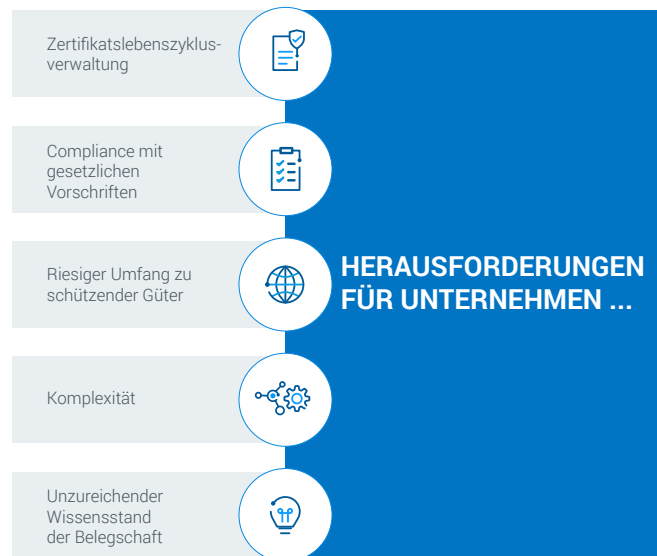 Zertifikatslebenszyklus-
verwaltung
Compliance mit
gesetzlichen
Vorschriften
Riesiger Umfang zu
schützender Güter
Komplexität
Unzureichender
Wissensstand
der Belegschaft
HERAUSFORDERUNGEN
FÜR UNTERNEHMEN ...